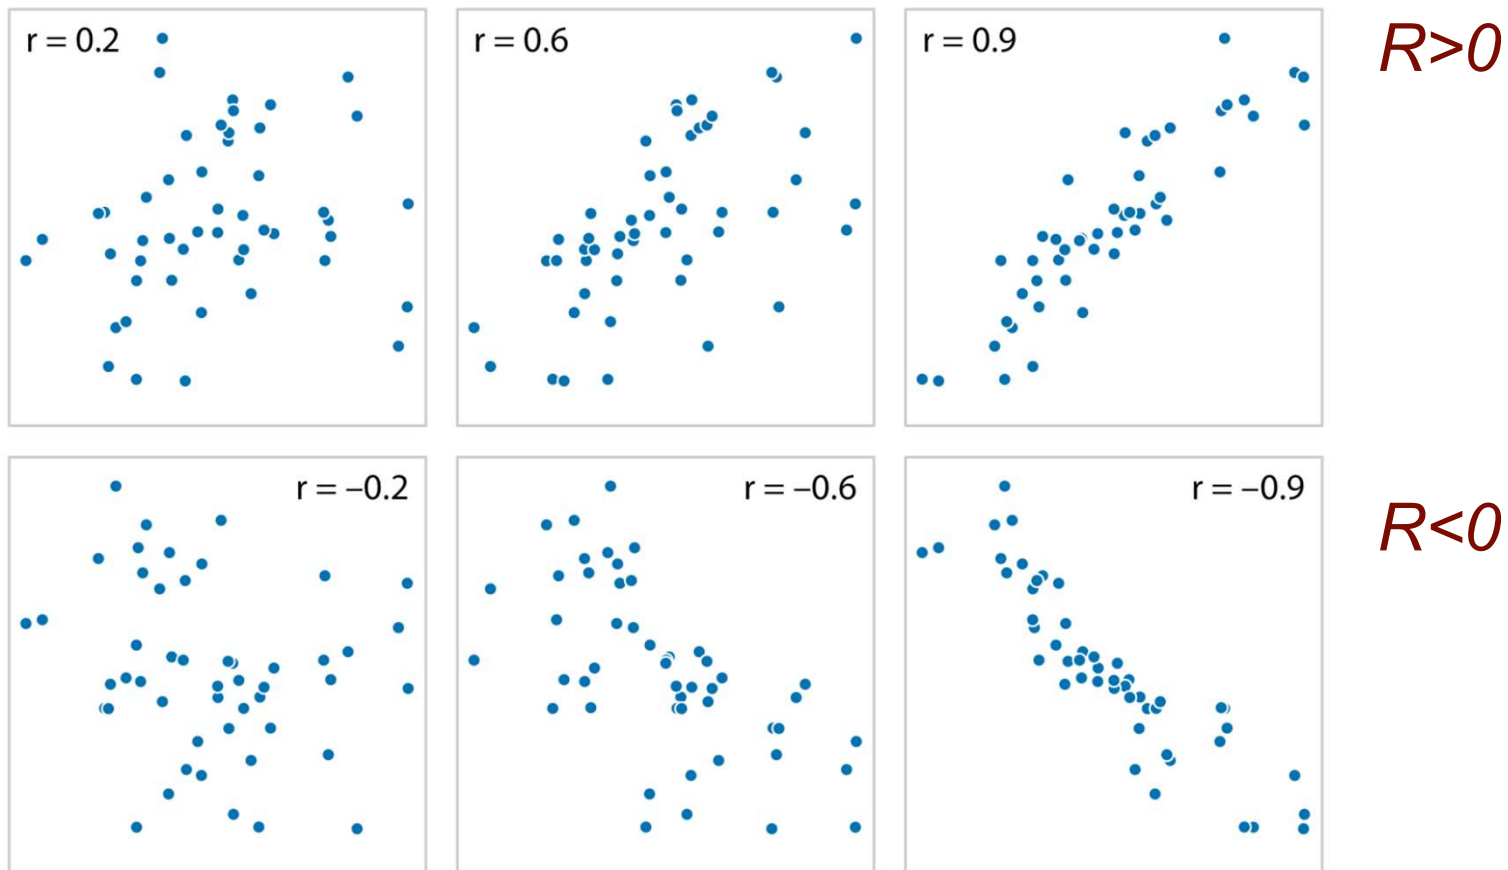 r = 0.2
r = 0.6
r = 0.9
R>0
r = –0.2
r = –0.6
r = –0.9
R<0